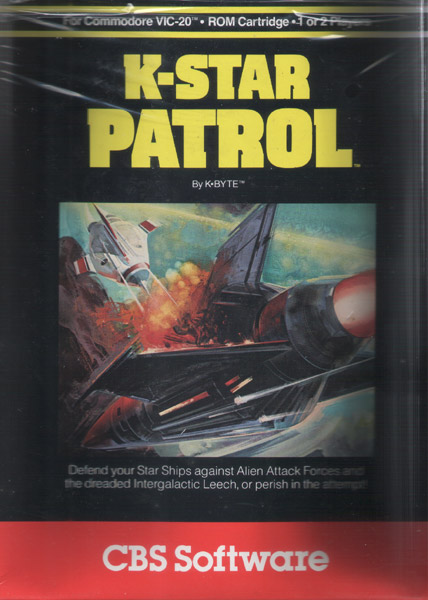 For Commodore VIC-20™ • ROM Cartridge • 1 or 2 Players
K-STAR
PATROL™
By K•BYTE™
Defend your Star Ships against Alien Attack Forces and
the dreaded Intergalactic Leech, or perish in the attempt!
CBS Software